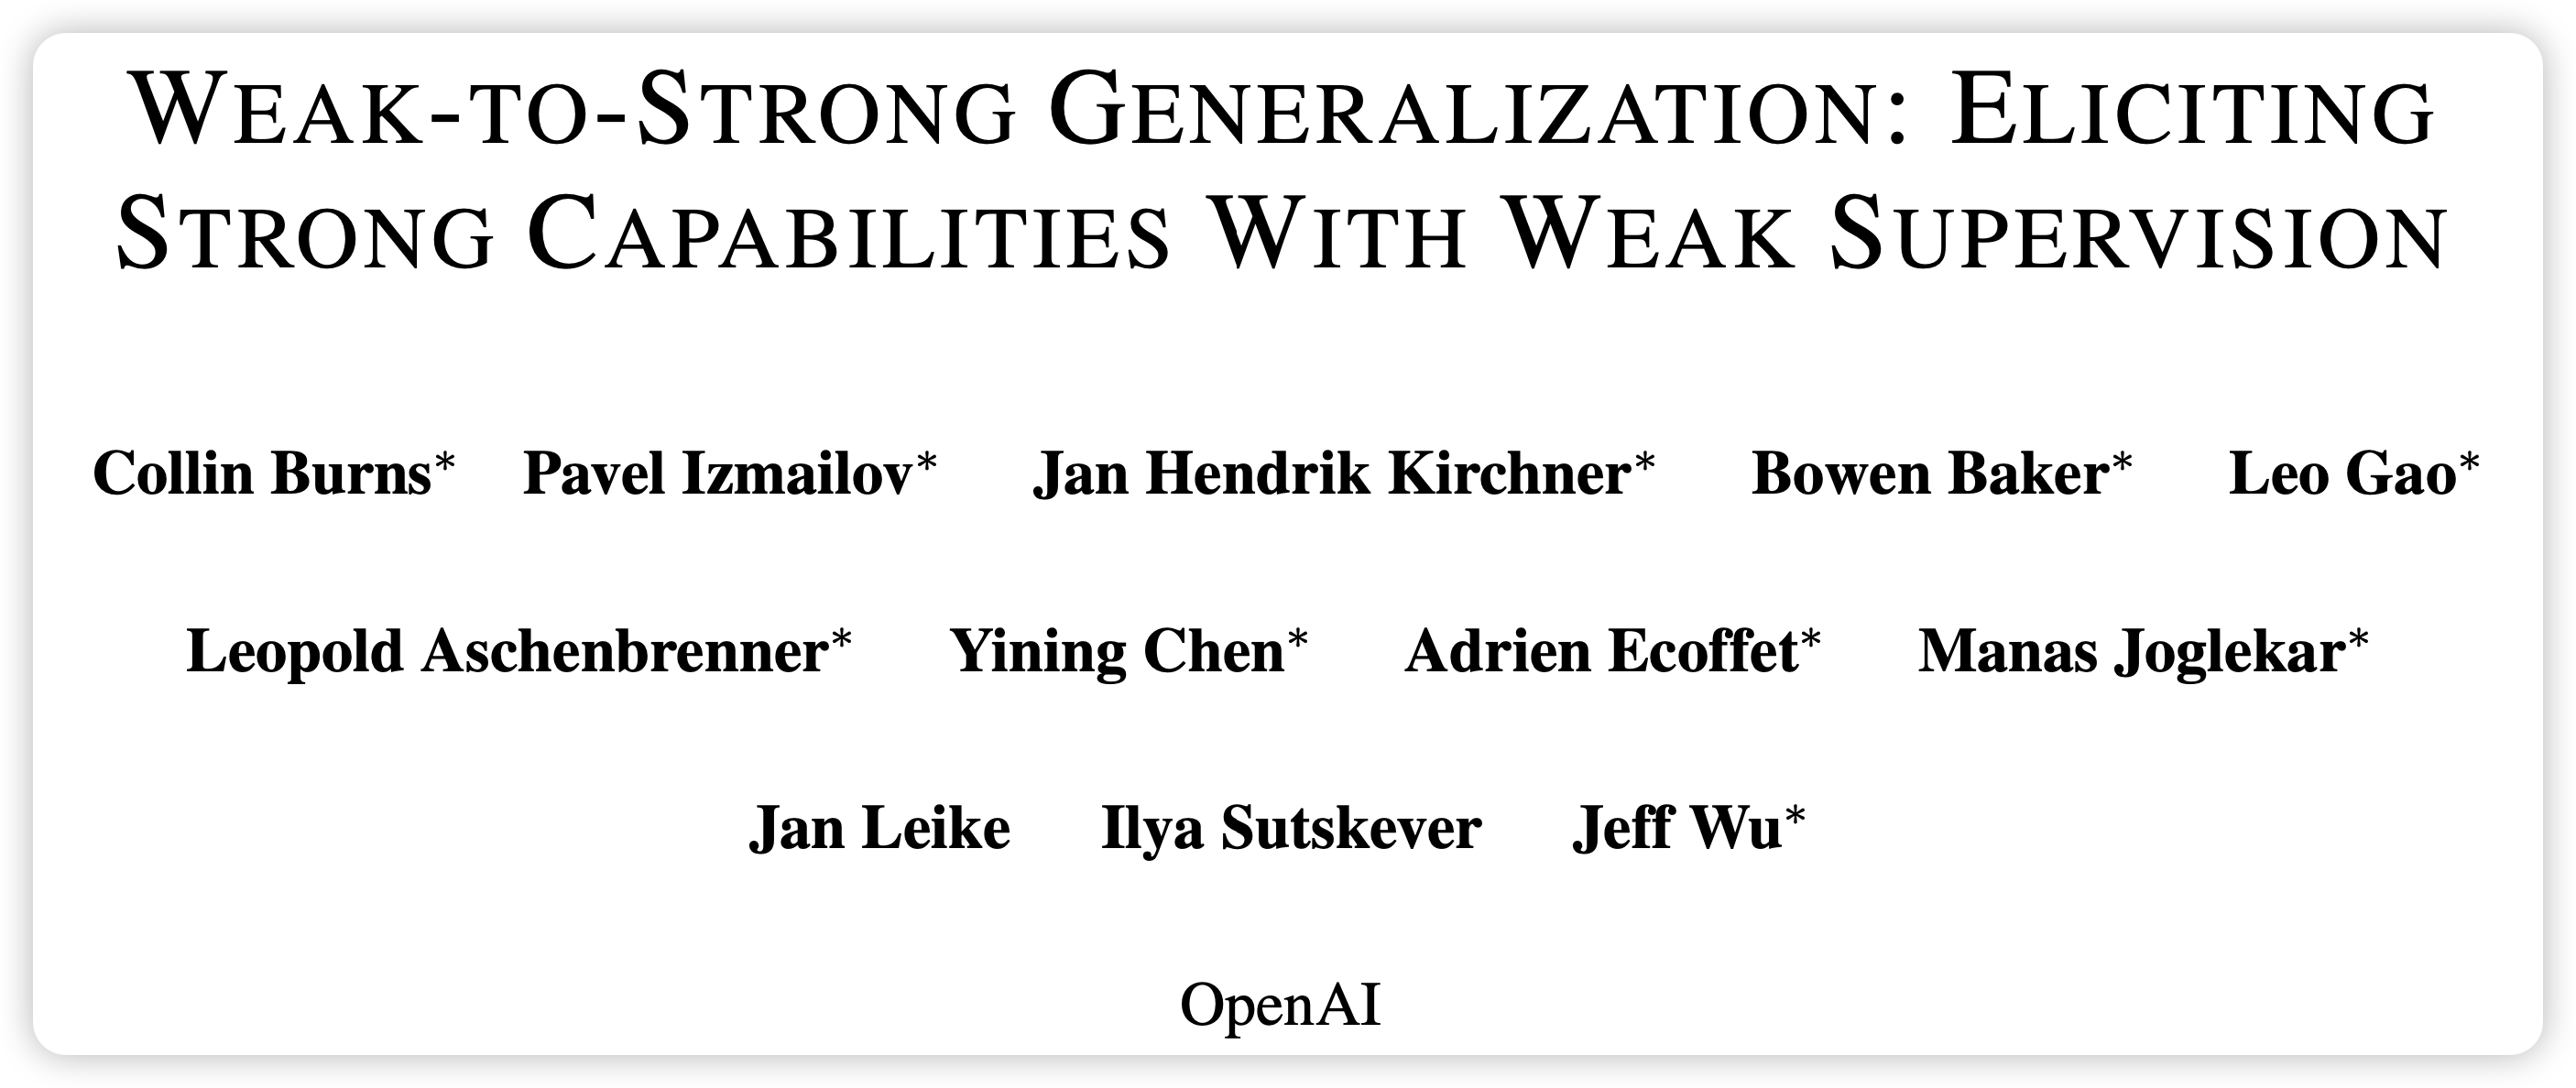 WEAK-TO-STRONG GENERALIZATION: ELICITING
STRONG CAPABILITIES WITH WEAK SUPERVISION
Collin Burns* Pavel Izmailov* Jan Hendrik Kirchner* Bowen Baker* Leo Gao*
Leopold Aschenbrenner* Yining Chen* Adrien Ecoffet* Manas Joglekar*
Jan Leike Ilya Sutskever Jeff Wu*
OpenAI